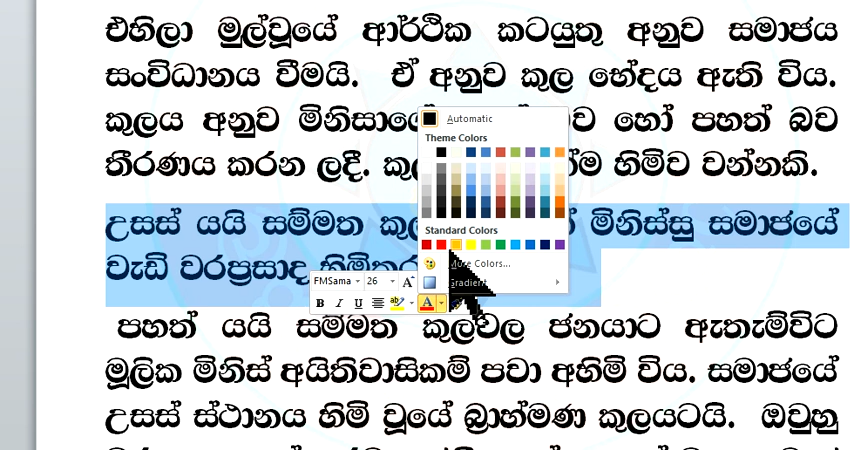 එහිලා මුල්වූයේ ආර්ථික කටයුතු අනුව සමාජය
සංවිධානය වීමයි. ඒ අනුව කුල භේදය ඇති විය.
කුලය අනුව මිනිසාගේ හෝ පහත් බව
තීරණය කරන ලදී. හිමිව වන්නකි.
උසස් යයි සම්මත මිනිස්සු සමාජයේ
වැඩි වරප්‍රසාද
පහත් යයි සම්මත කුලවල ජනයාට ඇතැම්විට
මූලික මිනිස් අයිතිවාසිකම් පවා අහිමි විය. සමාජයේ
උසස් ස්ථානය හිමි වූයේ බ්‍රාහ්මණ කුලයටයි. ඔවුහු
Automatic
Theme Colors
Standard Colors
More Colors...
Gradient
FMSama 26 A
B I U A